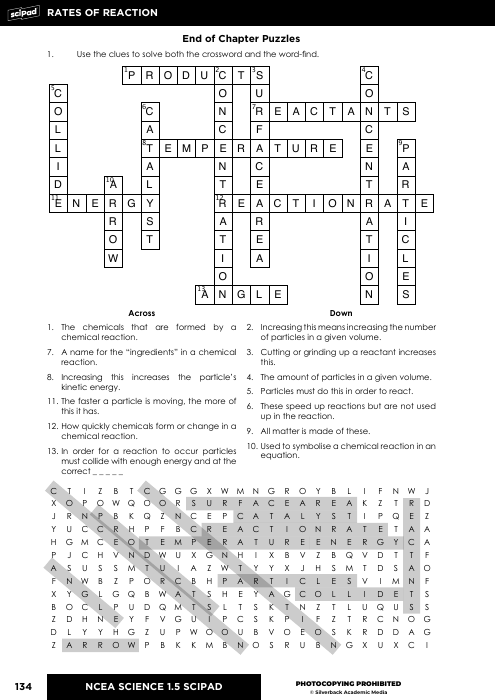 scipad RATES OF REACTION
End of Chapter Puzzles
1. Use the clues to solve both the crossword and the word-find.
1 P R O D U 2 C T 3 S 4 C
5 C O U O
O 6 C N 7 R E A C T A N T S
L A C F C
L 8 T E M P E R A T U R E E 9 P
I A N C N A
D 10 A L T E T R
11 E N E R G Y 12 R E A C T I O N R A T E
R S A R A I
O T T E T C
W I A I L
O O E
13 A N G L E N S
Across
1. The chemicals that are formed by a
chemical reaction.
7. A name for the “ingredients” in a chemical
reaction.
8. Increasing this increases the particle’s
kinetic energy.
11. The faster a particle is moving, the more of
this it has.
12. How quickly chemicals form or change in a
chemical reaction.
13. In order for a reaction to occur particles
must collide with enough energy and at the
correct _ _ _ _ _
Down
2. Increasing this means increasing the number
of particles in a given volume.
3. Cutting or grinding up a reactant increases
this.
4. The amount of particles in a given volume.
5. Particles must do this in order to react.
6. These speed up reactions but are not used
up in the reaction.
9. All matter is made of these.
10. Used to symbolise a chemical reaction in an
equation.
C T I Z B T C G G G X W M N G R O Y B L I F N W J
X O P O W Q O O R S U R F A C E A R E A K Z T R D
J R N P B K Q Z N C E P C A T A L Y S T I P Q E Z
Y U C C R H P F B C R E A C T I O N R A T E T A A
H G M C E O T E M P E R A T U R E E N E R G Y C A
P J C H V N D W U X G N H I X B V Z B Q V D T T F
A S U S S M T U I A Z W T Y Y X J H S M T D S A O
F N W B Z P O R C B H P A R T I C L E S V I M N F
X Y G L G Q B W A T S H E Y A G C O L L I D E T S
B O C L P U D Q M T S L T S K T N Z T L U Q U S S
Z D H N E Y F V G U I P C S K P I F Z T R C N O G
D L Y Y H G Z U P W O O U B V O E O S K R D D A G
Z A R R O W P B K K M B N O S R U B N G X U X C I
134 NCEA SCIENCE 1.5 SCIPAD
PHOTOCOPYING PROHIBITED
© Silverback Academic Media